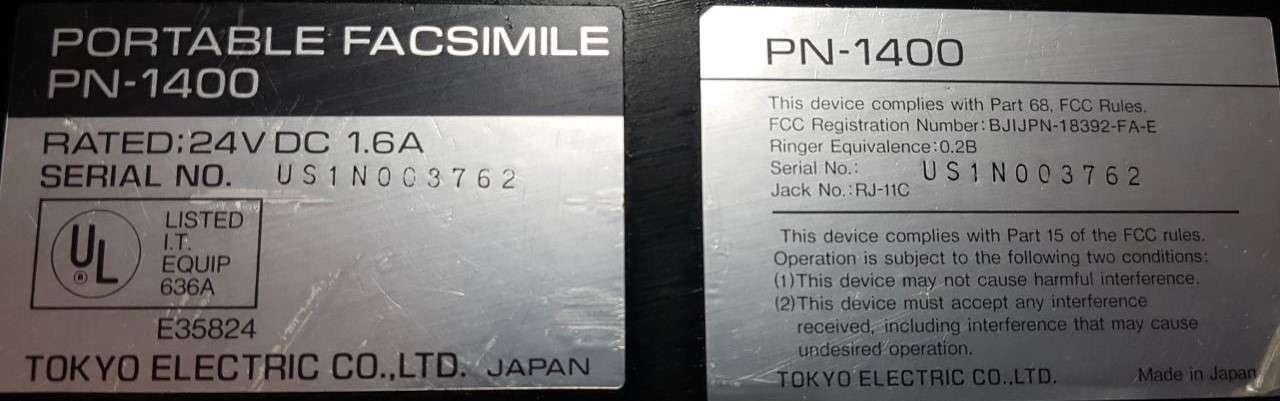 PORTABLE FACSIMILE
PN-1400
RATED:24V DC 1.6A
SERIAL NO. US1N003762
UL
®
LISTED
I.T.
EQUIP
636A
E35824
TOKYO ELECTRIC CO.,LTD. JAPAN
PN-1400
This device complies with Part 68, FCC Rules.
FCC Registration Number:BJIJPN-18392-FA-E
Ringer Equivalence:0.2B
Serial No.: US1N003762
Jack No.:RJ-11C
This device complies with Part 15 of the FCC rules.
Operation is subject to the following two conditions:
(1)This device may not cause harmful interference.
(2)This device must accept any interference
received, including interference that may cause
undesired operation.
TOKYO ELECTRIC CO.,LTD. Made in Japan